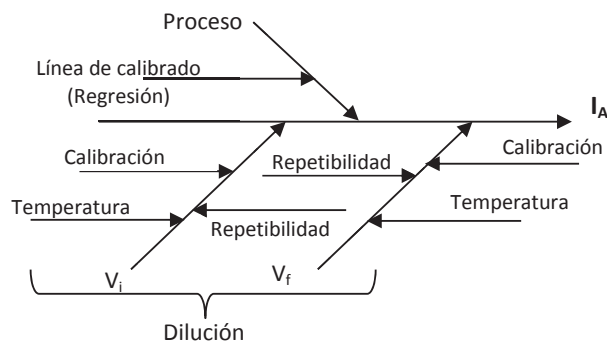 Proceso
Línea de calibrado
(Regresión)
I_A
Calibración
Repetibilidad
Calibración
Temperatura
Repetibilidad
Temperatura
V_i
V_f
Dilución